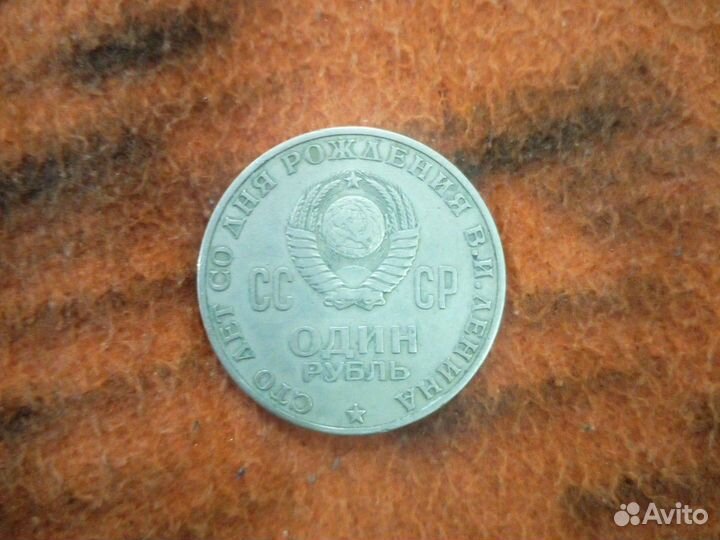 СТО ЛЕТ СО ДНЯ РОЖДЕНИЯ В.И. ЛЕНИНА
СС СР
ОДИН
РУБЛЬ
Avito